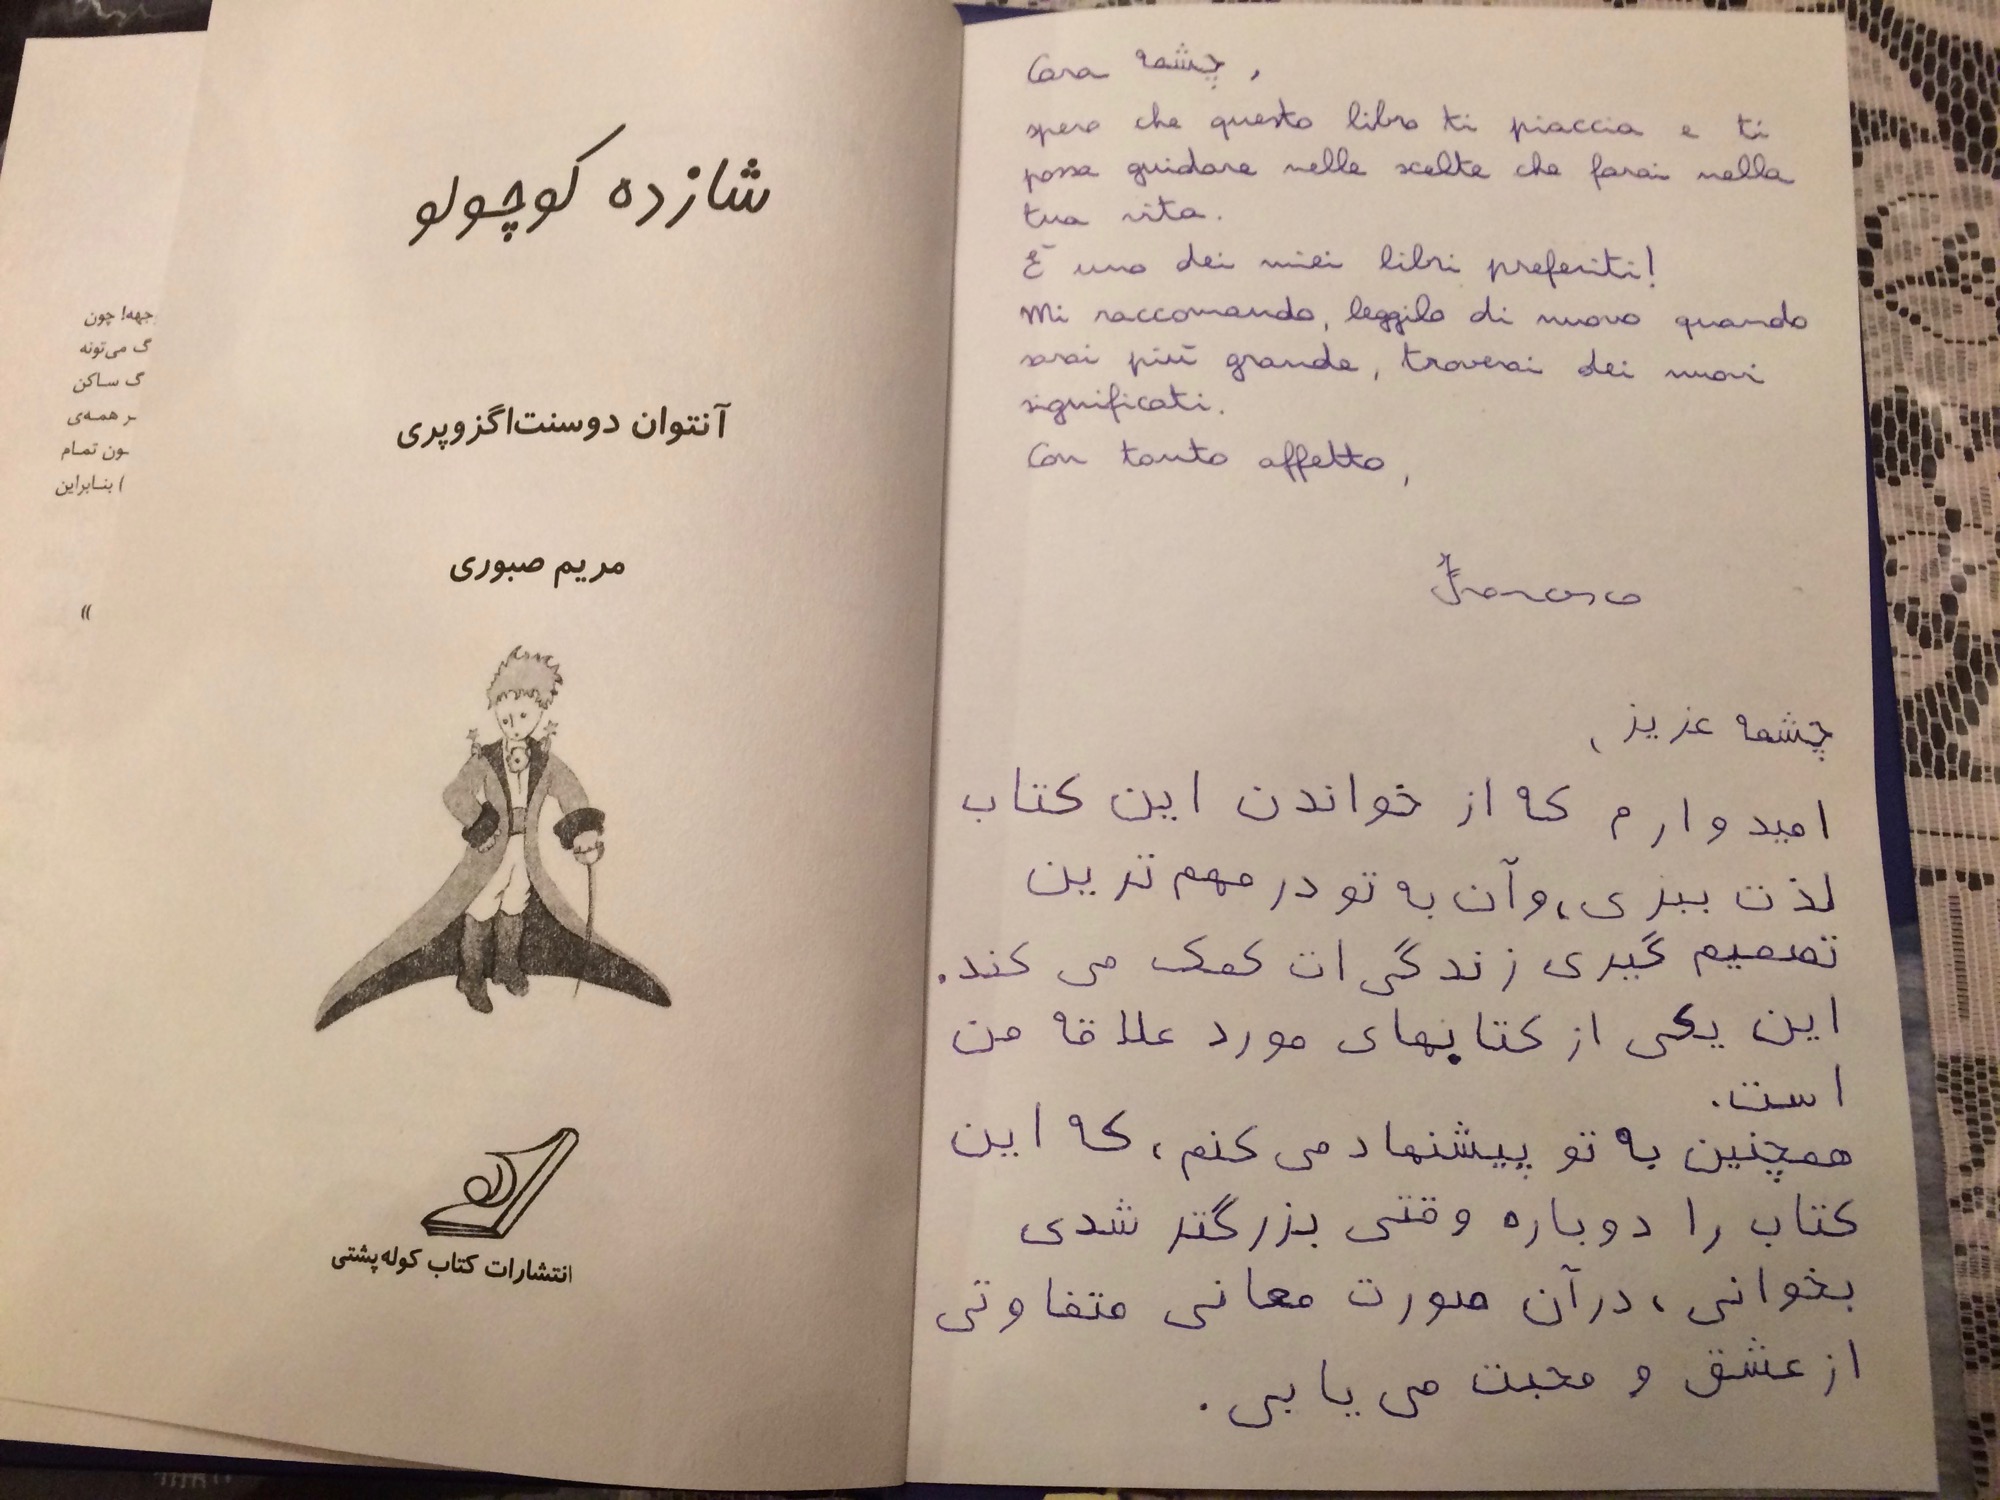 جهه! چون
گ می‌تونه
گ ساکن
ر همه‌ی
ون تمام
) بنابراین
»
شازده کوچولو
آنتوان دوسنت‌اگزوپری
مریم صبوری
انتشارات کتاب کوله‌پشتی
Cara چشمه ,
spero che questo libro ti piaccia e ti
possa guidare nelle scelte che farai nella
tua vita.
È uno dei miei libri preferiti!
Mi raccomando, leggilo di nuovo quando
sarai più grande, troverai dei nuovi
significati.
Con tanto affetto,
Francesco
چشمه عزیز ،
امیدوارم که از خواندن این کتاب
لذت ببری، وآن به تو در مهم ترین
تصمیم گیری زندگی ات کمک می کند.
این یکی از کتابهای مورد علاقه من
است.
همچنین به تو پیشنهاد می کنم، که این
کتاب را دوباره وقتی بزرگتر شدی
بخوانی، درآن صورت معانی متفاوتی
از عشق و محبت می یابی.